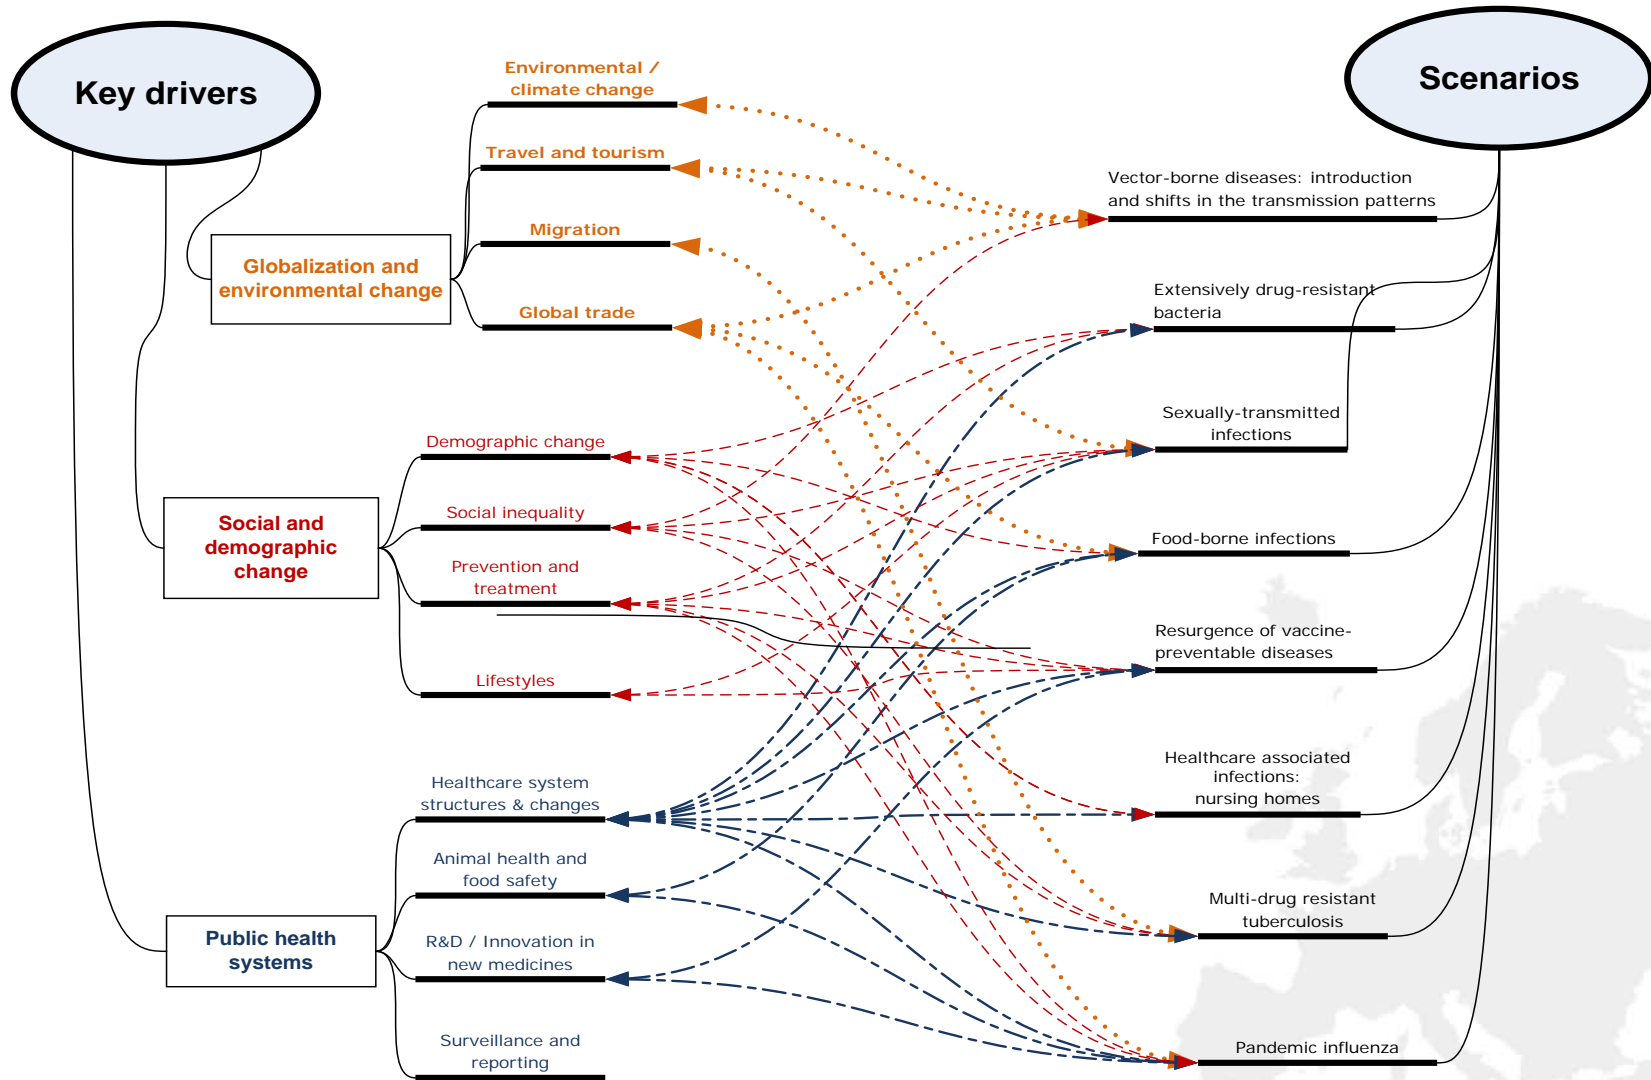 Key drivers
Scenarios
Environmental /
climate change
Travel and tourism
Migration
Global trade
Globalization and
environmental change
Demographic change
Social inequality
Prevention and
treatment
Lifestyles
Social and
demographic
change
Healthcare system
structures & changes
Animal health and
food safety
R&D / Innovation in
new medicines
Surveillance and
reporting
Public health
systems
Vector-borne diseases: introduction
and shifts in the transmission patterns
Extensively drug-resistant
bacteria
Sexually-transmitted
infections
Food-borne infections
Resurgence of vaccine-
preventable diseases
Healthcare associated
infections:
nursing homes
Multi-drug resistant
tuberculosis
Pandemic influenza